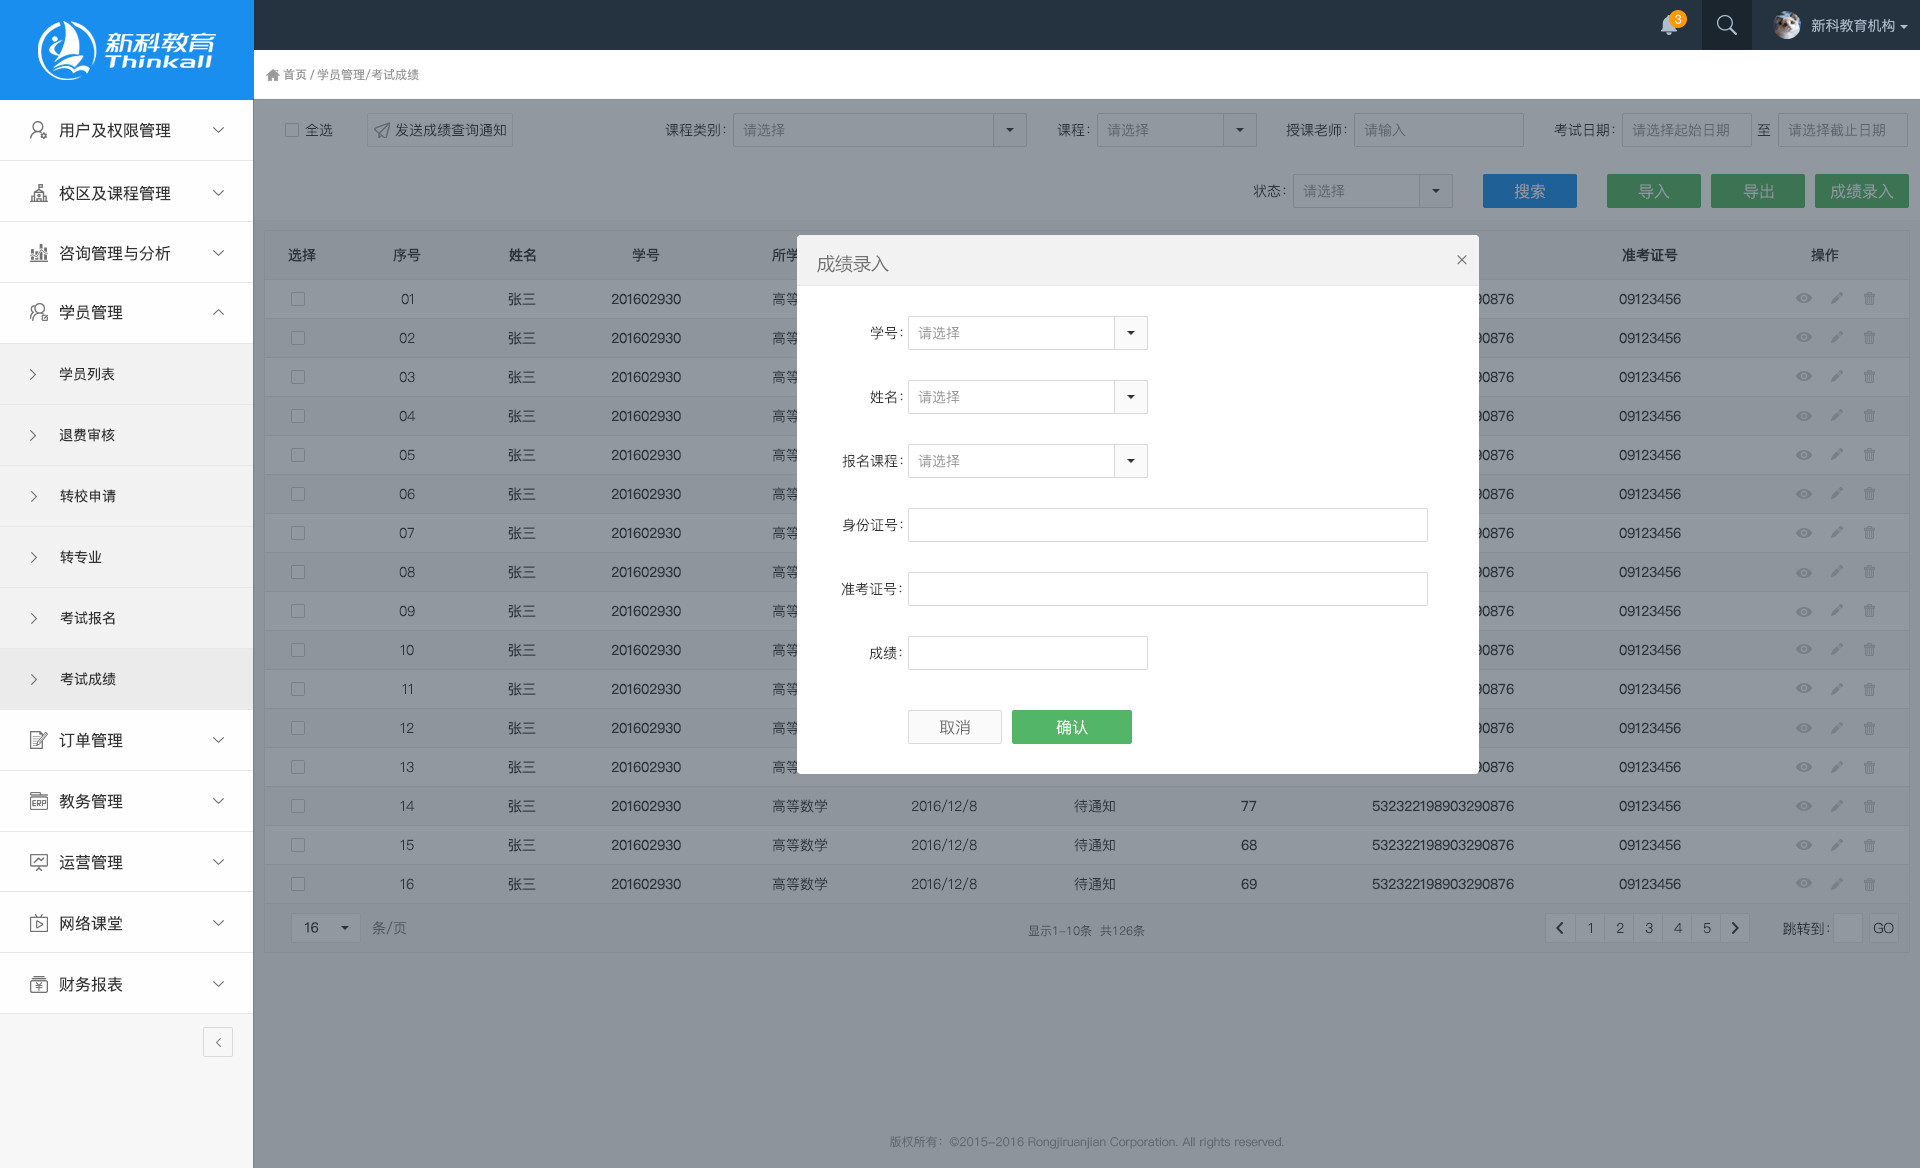 新科教育
Thinkall
3
新科教育机构
首页 / 学员管理/考试成绩
用户及权限管理
校区及课程管理
咨询管理与分析
学员管理
学员列表
退费审核
转校申请
转专业
考试报名
考试成绩
订单管理
ERP 教务管理
运营管理
网络课堂
财务报表
全选 发送成绩查询通知 课程类别: 请选择 课程: 请选择 授课老师: 请输入 考试日期: 请选择起始日期 至 请选择截止日期
状态: 请选择 搜索 导入 导出 成绩录入
选择 序号 姓名 学号 所学 准考证号 操作
01 张三 201602930 高等 90876 09123456
02 张三 201602930 高等 90876 09123456
03 张三 201602930 高等 90876 09123456
04 张三 201602930 高等 90876 09123456
05 张三 201602930 高等 90876 09123456
06 张三 201602930 高等 90876 09123456
07 张三 201602930 高等 90876 09123456
08 张三 201602930 高等 90876 09123456
09 张三 201602930 高等 90876 09123456
10 张三 201602930 高等 90876 09123456
11 张三 201602930 高等 90876 09123456
12 张三 201602930 高等 90876 09123456
13 张三 201602930 高等 90876 09123456
14 张三 201602930 高等数学 2016/12/8 待通知 77 532322198903290876 09123456
15 张三 201602930 高等数学 2016/12/8 待通知 68 532322198903290876 09123456
16 张三 201602930 高等数学 2016/12/8 待通知 69 532322198903290876 09123456
16 条/页 显示1-10条 共126条 1 2 3 4 5 跳转到: GO
成绩录入
学号: 请选择
姓名: 请选择
报名课程: 请选择
身份证号:
准考证号:
成绩:
取消 确认
版权所有: ©2015-2016 Rongjiruanjian Corporation. All rights reserved.